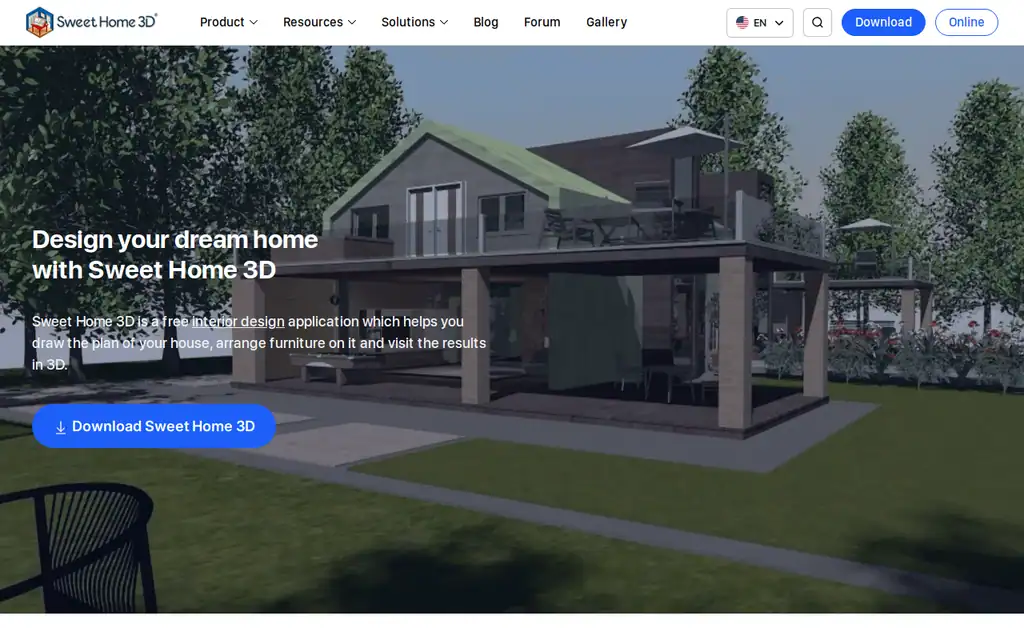 Sweet Home 3D®
Product
Resources
Solutions
Blog
Forum
Gallery
EN
Download
Online
Design your dream home
with Sweet Home 3D
Sweet Home 3D is a free interior design application which helps you
draw the plan of your house, arrange furniture on it and visit the results
in 3D.
Download Sweet Home 3D